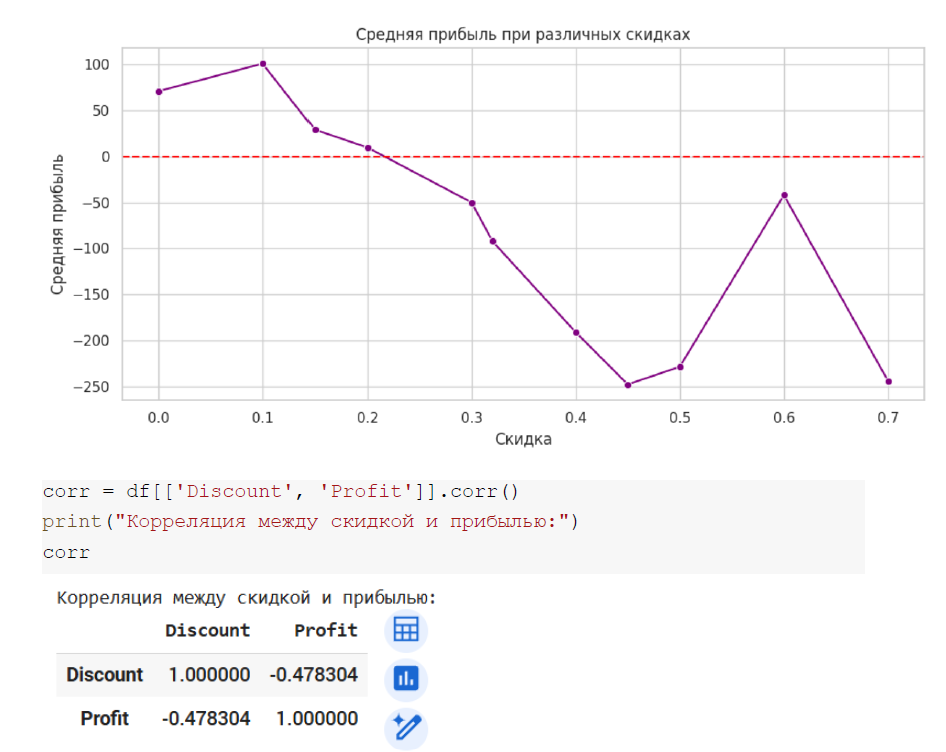 Средняя прибыль при различных скидках
Средняя прибыль
100
50
0
−50
−100
−150
−200
−250
0.0 0.1 0.2 0.3 0.4 0.5 0.6 0.7
Скидка
corr = df[['Discount', 'Profit']].corr()
print("Корреляция между скидкой и прибылью:")
corr
Корреляция между скидкой и прибылью:
Discount Profit
Discount 1.000000 -0.478304
Profit -0.478304 1.000000